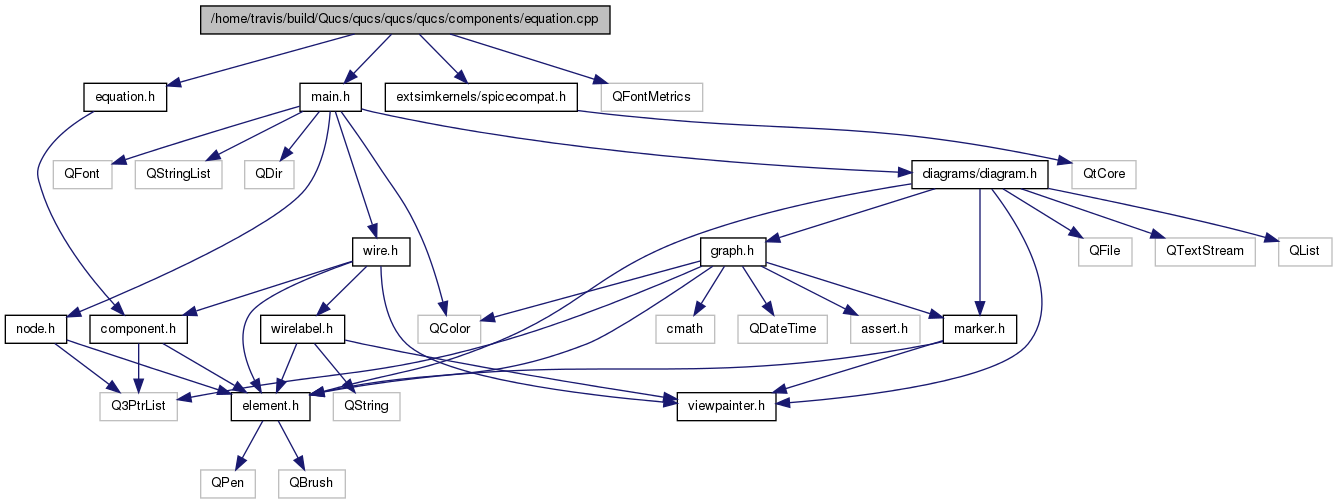 /home/travis/build/Qucs/qucs/qucs/qucs/components/equation.cpp
equation.h
main.h
extsimkernels/spicecompat.h
QFontMetrics
QFont
QStringList
QDir
diagrams/diagram.h
QtCore
wire.h
graph.h
QFile
QTextStream
QList
node.h
component.h
wirelabel.h
QColor
cmath
QDateTime
assert.h
marker.h
Q3PtrList
element.h
QString
viewpainter.h
QPen
QBrush